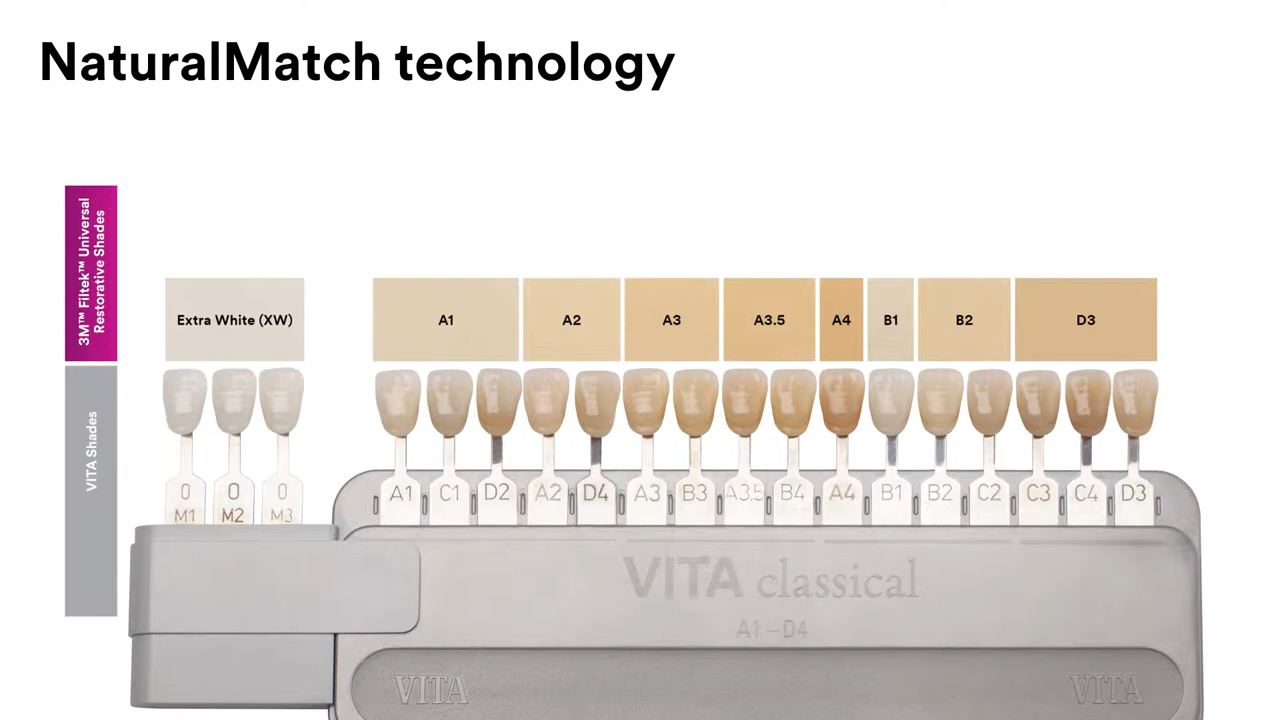 NaturalMatch technology
3M™ Filtek™ Universal
Restorative Shades
Extra White (XW)
A1
A2
A3
A3.5
A4
B1
B2
D3
VITA Shades
0
M1
0
M2
0
M3
A1
C1
D2
A2
D4
A3
B3
A3.5
B4
A4
B1
B2
C2
C3
C4
D3
VITA classical
A1–D4
VITA
VITA